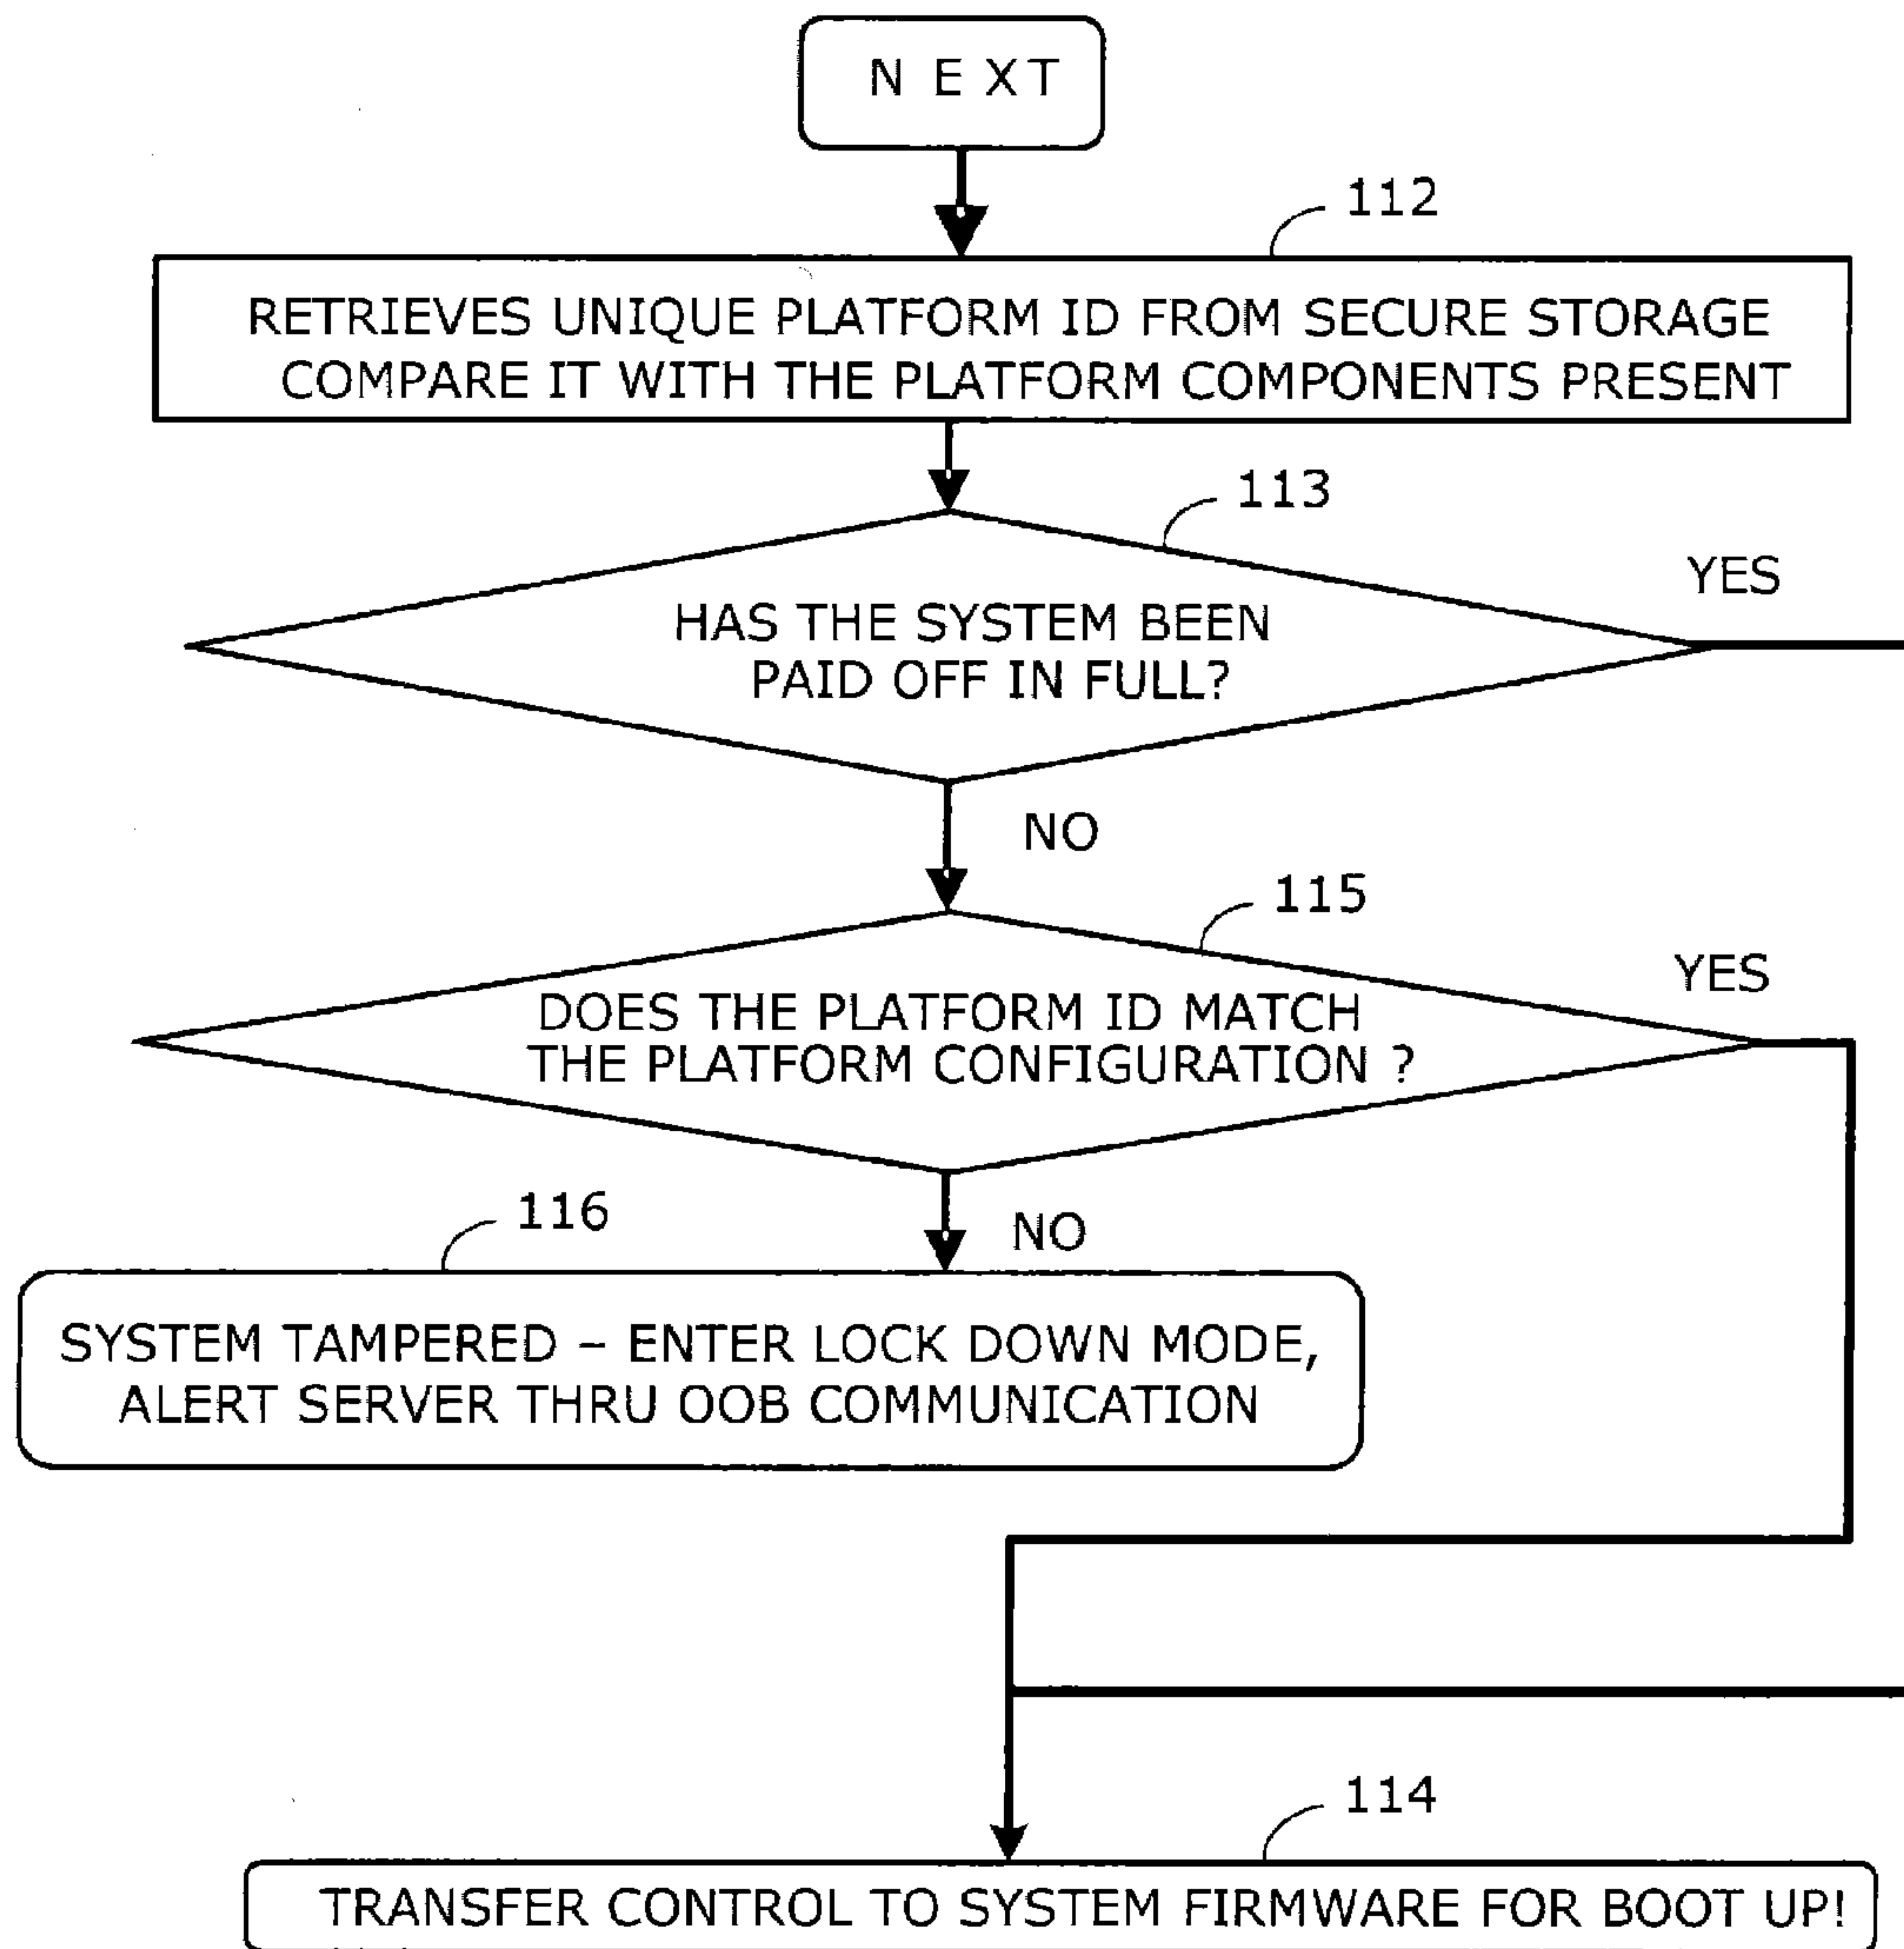 N E X T
112
RETRIEVES UNIQUE PLATFORM ID FROM SECURE STORAGE
COMPARE IT WITH THE PLATFORM COMPONENTS PRESENT
113
YES
HAS THE SYSTEM BEEN
PAID OFF IN FULL?
NO
115
YES
DOES THE PLATFORM ID MATCH
THE PLATFORM CONFIGURATION ?
116
NO
SYSTEM TAMPERED – ENTER LOCK DOWN MODE,
ALERT SERVER THRU OOB COMMUNICATION
114
TRANSFER CONTROL TO SYSTEM FIRMWARE FOR BOOT UP!